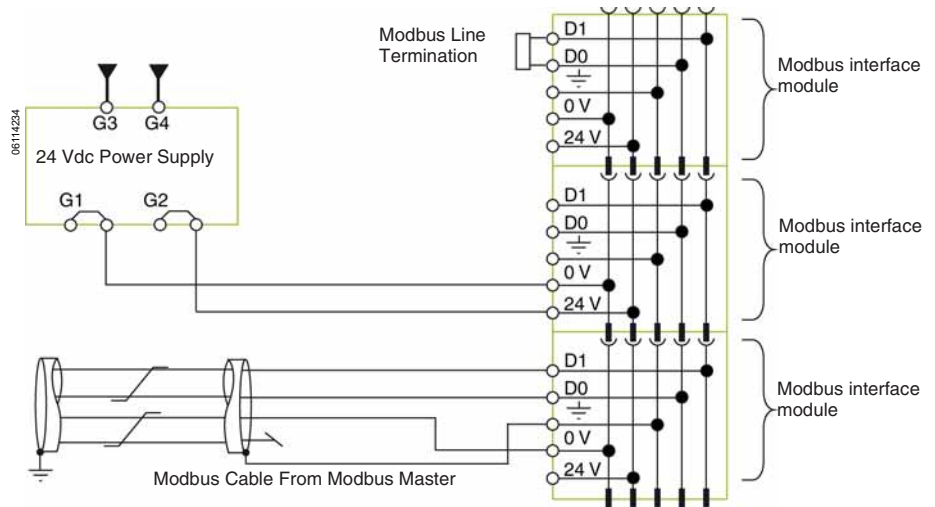 Modbus Line
Termination
D1
D0
0 V
24 V
Modbus interface
module
06114234
G3 G4
24 Vdc Power Supply
G1 G2
D1
D0
0 V
24 V
Modbus interface
module
D1
D0
0 V
24 V
Modbus interface
module
Modbus Cable From Modbus Master